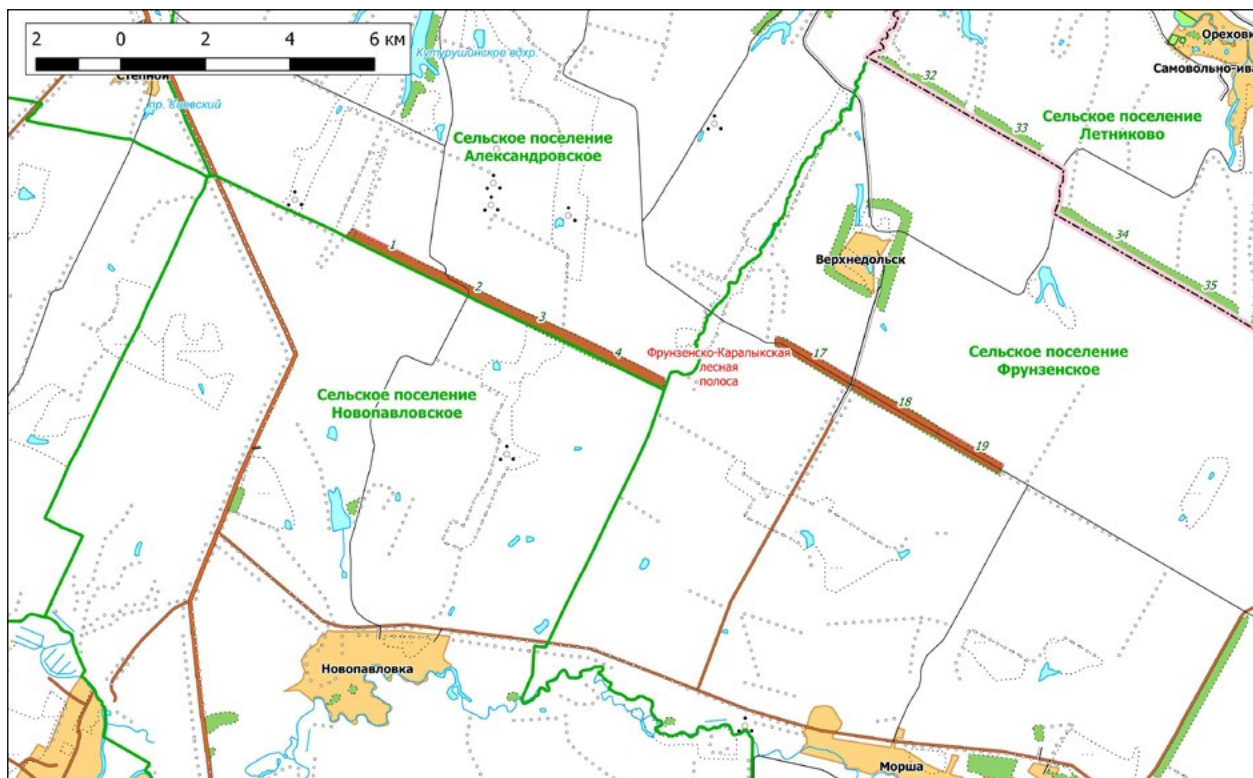 2 0 2 4 6 км
Кутурушинское вдхр.
Степной
пр. Каевский
Ореховк
Самовольно-ива
32
33
Сельское поселение
Летниково
Сельское поселение
Александровское
34
35
Верхнедольск
1
2
3
4
Фрунзенско-Каралыкская
лесная
полоса
17
18
19
Сельское поселение
Фрунзенское
Сельское поселение
Новопавловское
Новопавловка
Морша